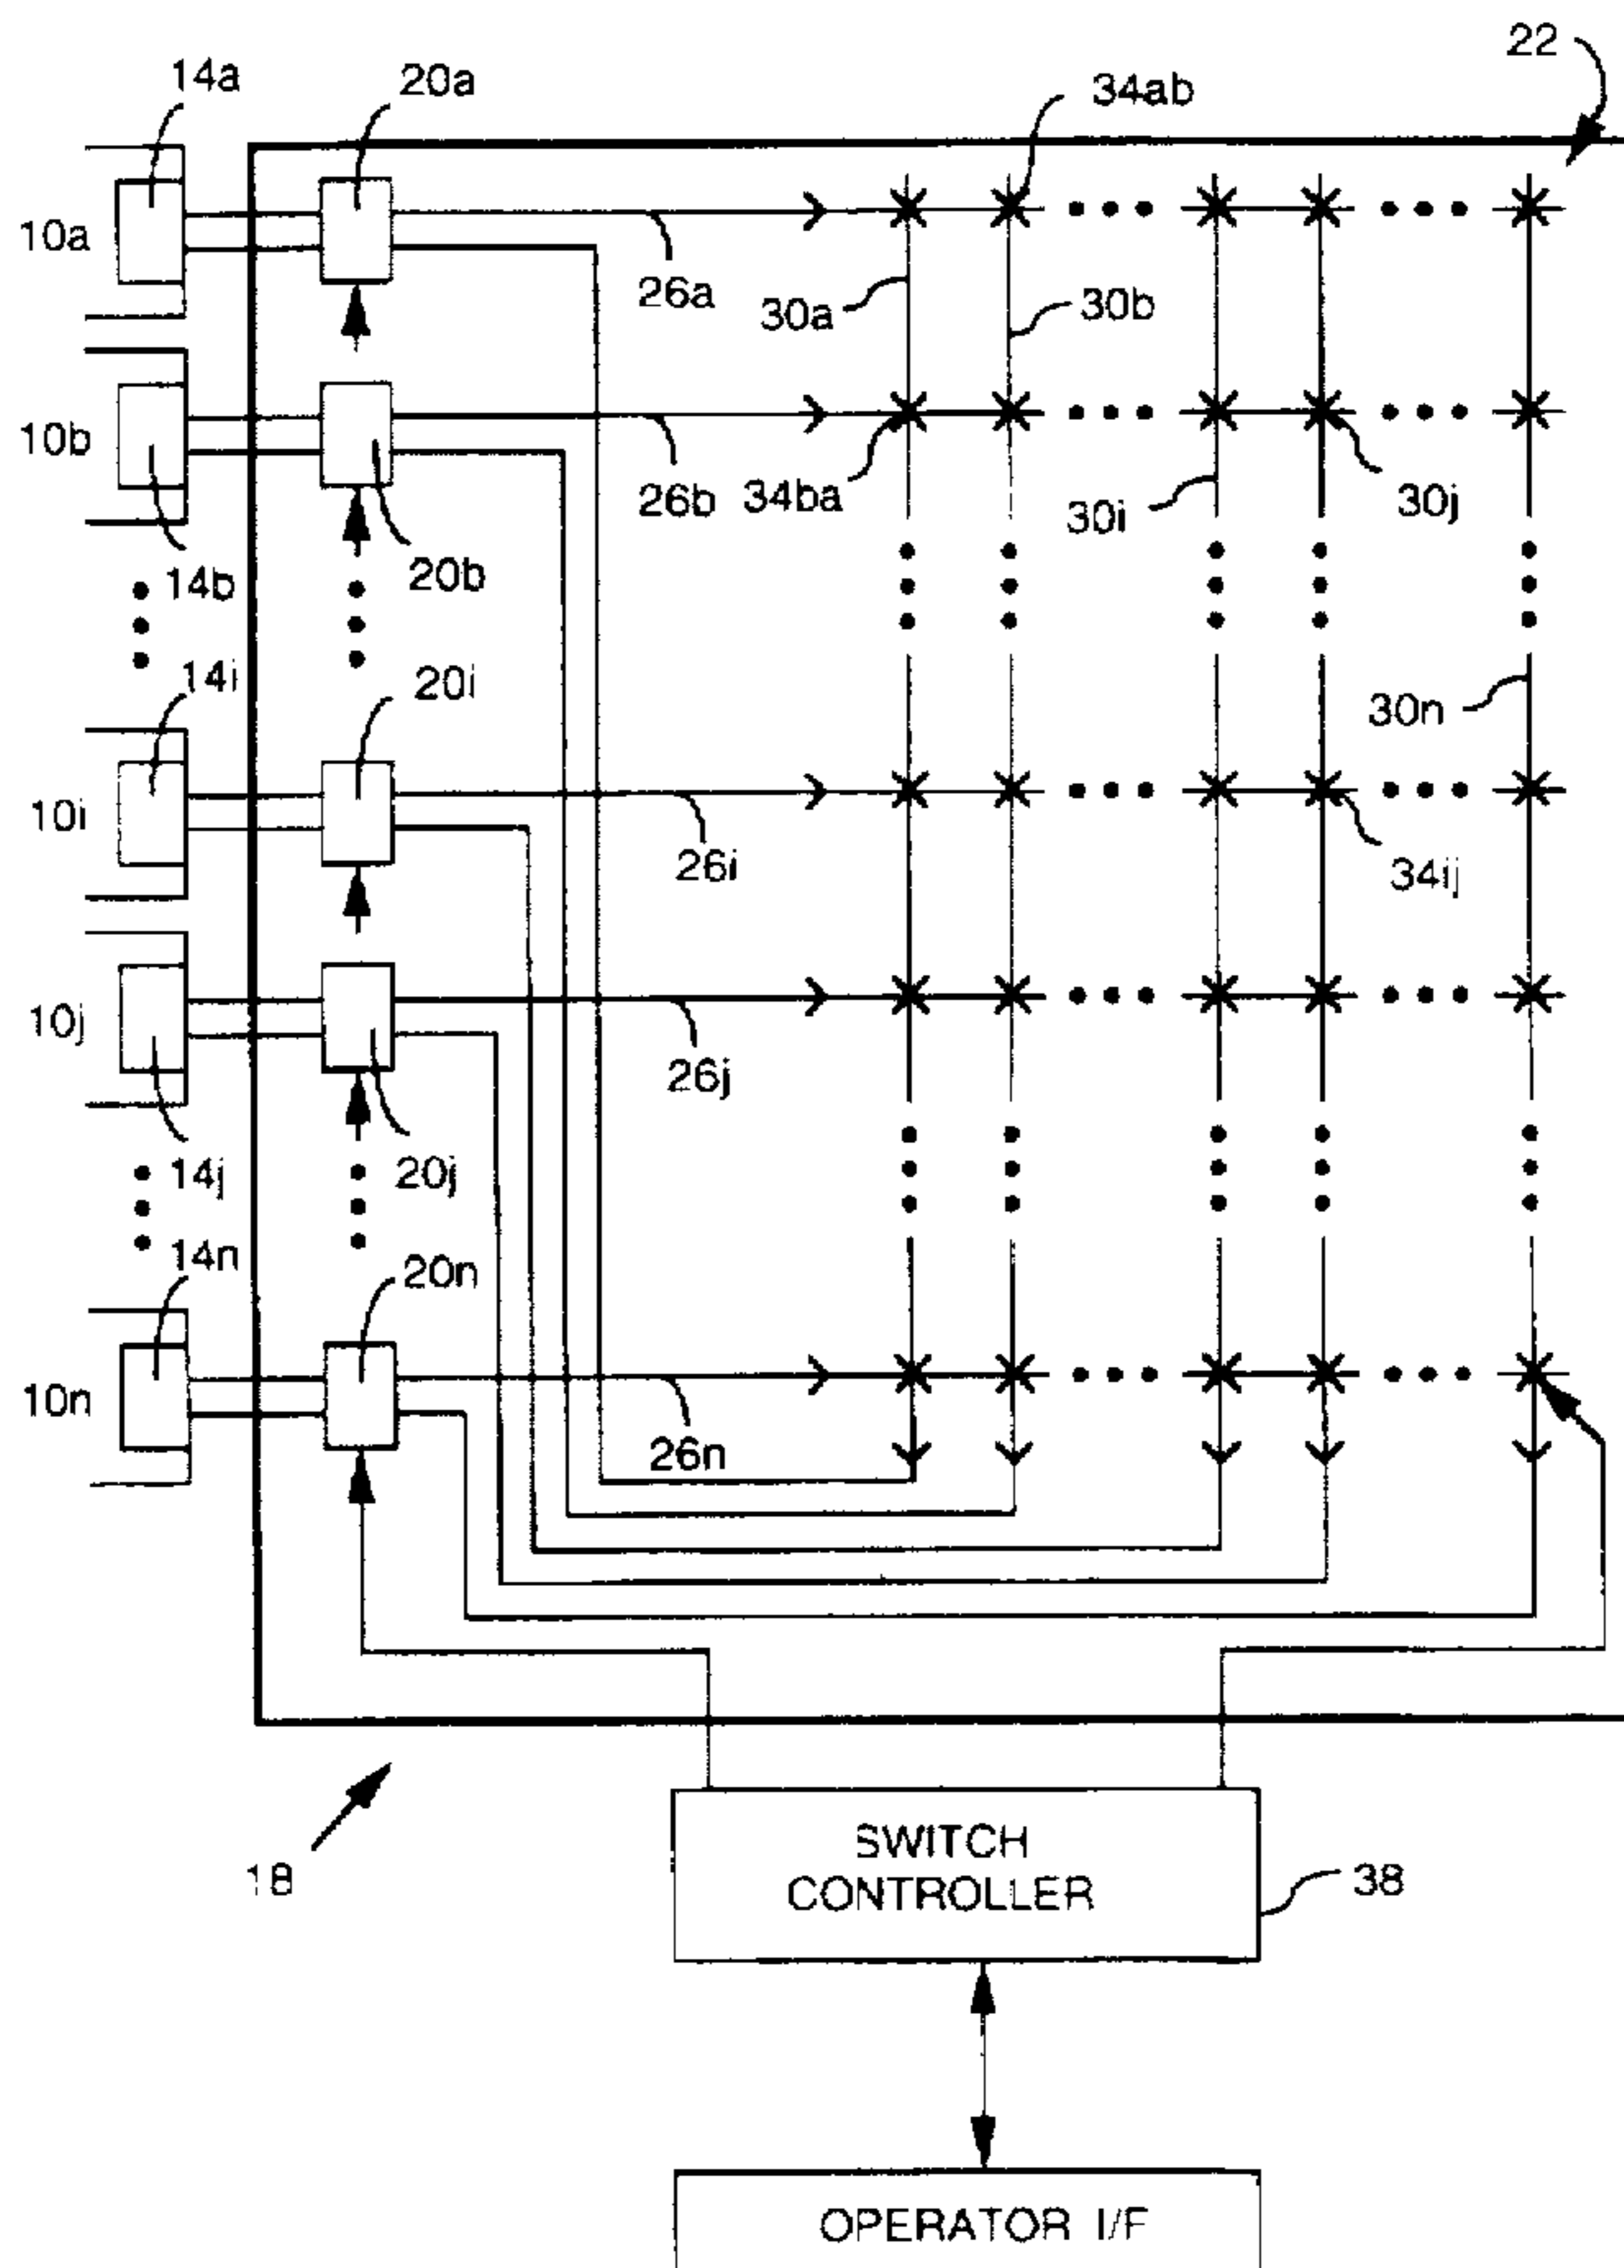 22
14a
20a
34ab
10a
26a
30a
30b
10b
26b
34ba
30i
30j
14b
20b
14i
20i
30n
10i
26i
34ij
10j
26j
14j
20j
14n
20n
10n
26n
18
SWITCH
CONTROLLER
38
OPERATOR I/F